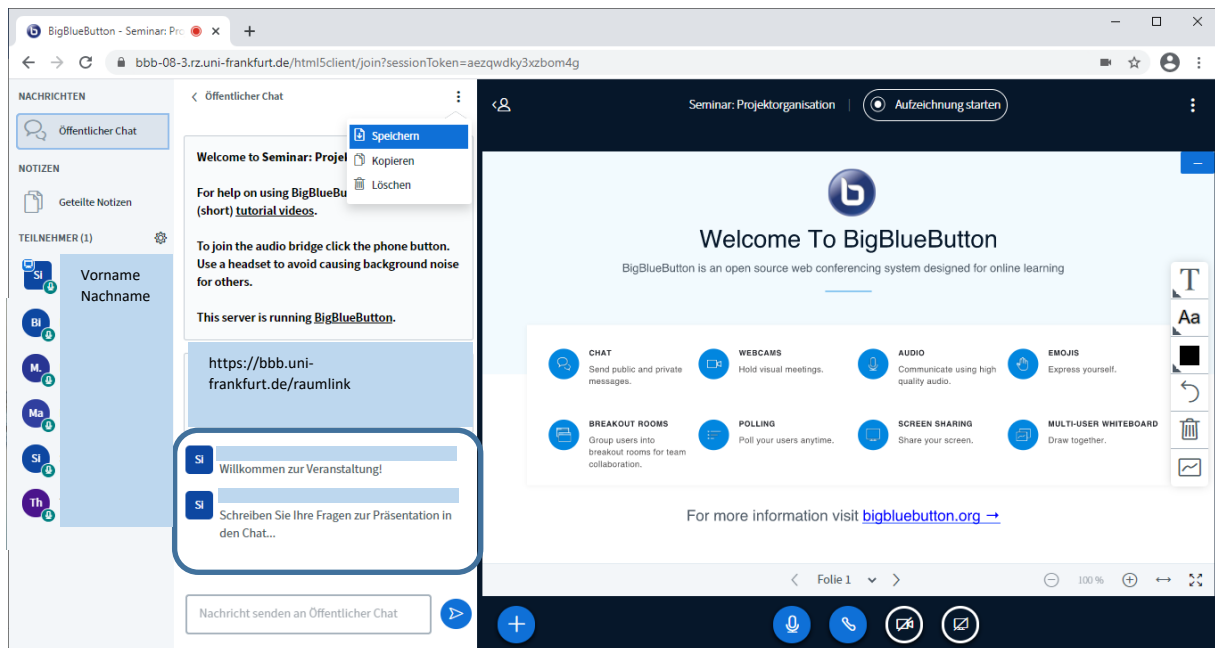 BigBlueButton - Seminar: Pro
bbb-08-3.rz.uni-frankfurt.de/html5client/join?sessionToken=aezqwdky3xzbom4g
NACHRICHTEN
Öffentlicher Chat
NOTIZEN
Geteilte Notizen
TEILNEHMER (1)
SI
Vorname
Nachname
BI
M.
Ma
Si
Th
Öffentlicher Chat
Speichern
Kopieren
Löschen
Welcome to Seminar: Projek
For help on using BigBlueBu
(short) tutorial videos.
To join the audio bridge click the phone button.
Use a headset to avoid causing background noise
for others.
This server is running BigBlueButton.
https://bbb.uni-
frankfurt.de/raumlink
SI
Willkommen zur Veranstaltung!
SI
Schreiben Sie Ihre Fragen zur Präsentation in
den Chat...
Nachricht senden an Öffentlicher Chat
Seminar: Projektorganisation
Aufzeichnung starten
b
Welcome To BigBlueButton
BigBlueButton is an open source web conferencing system designed for online learning
CHAT
Send public and private
messages.
WEBCAMS
Hold visual meetings.
AUDIO
Communicate using high
quality audio.
EMOJIS
Express yourself.
BREAKOUT ROOMS
Group users into
breakout rooms for team
collaboration.
POLLING
Poll your users anytime.
SCREEN SHARING
Share your screen.
MULTI-USER WHITEBOARD
Draw together.
For more information visit bigbluebutton.org →
T
Aa
Folie 1
100 %